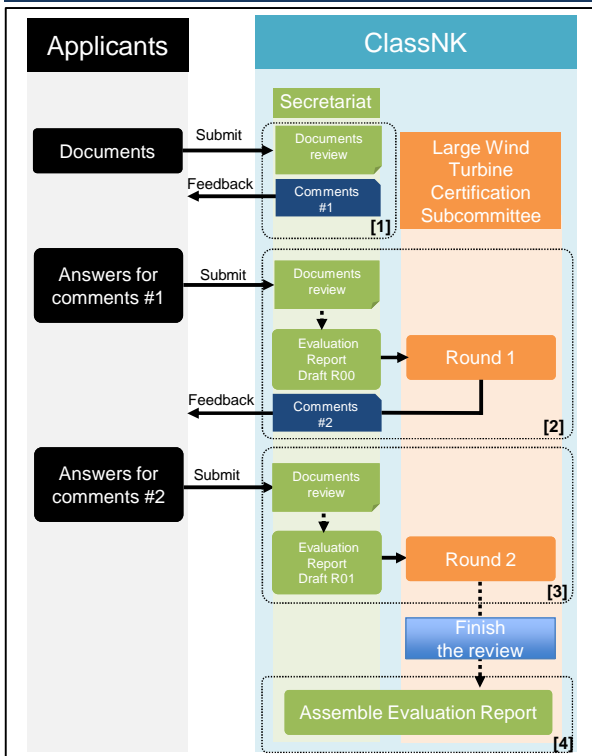 Applicants
ClassNK
Secretariat
Documents
Submit
Documents
review
Large Wind
Turbine
Certification
Subcommittee
Feedback
Comments
#1
[1]
Answers for
comments #1
Submit
Documents
review
Evaluation
Report
Draft R00
Round 1
Feedback
Comments
#2
[2]
Answers for
comments #2
Submit
Documents
review
Evaluation
Report
Draft R01
Round 2
[3]
Finish
the review
Assemble Evaluation Report
[4]